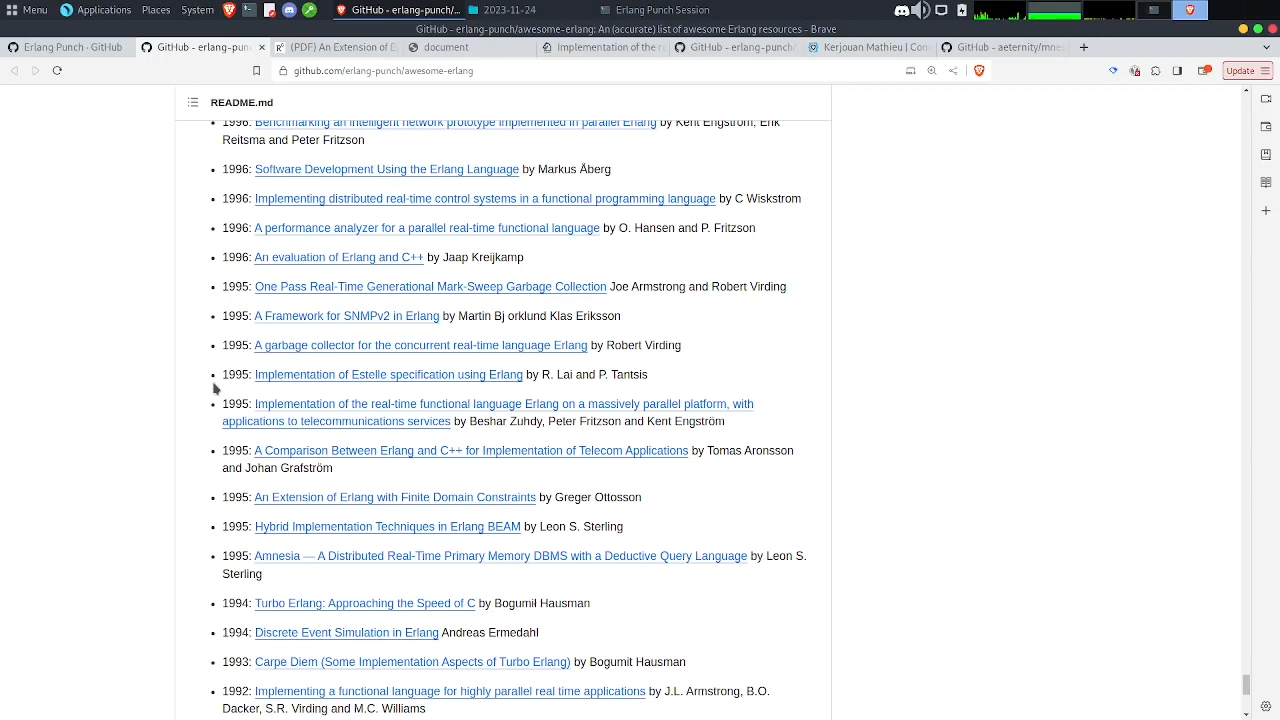 Menu Applications Places System GitHub - erlang-punch/... 2023-11-24 Erlang Punch Session
GitHub - erlang-punch/awesome-erlang: An (accurate) list of awesome Erlang resources - Brave
Erlang Punch · GitHub GitHub - erlang-pun (PDF) An Extension of E document Implementation of the re GitHub - erlang-punch/ Kerjouan Mathieu | Con GitHub - aeternity/mne
github.com/erlang-punch/awesome-erlang Update
README.md
1996: Benchmarking an intelligent network prototype implemented in parallel Erlang by Kent Engström, Erik
Reitsma and Peter Fritzson
1996: Software Development Using the Erlang Language by Markus Åberg
1996: Implementing distributed real-time control systems in a functional programming language by C Wiskstrom
1996: A performance analyzer for a parallel real-time functional language by O. Hansen and P. Fritzson
1996: An evaluation of Erlang and C++ by Jaap Kreijkamp
1995: One Pass Real-Time Generational Mark-Sweep Garbage Collection Joe Armstrong and Robert Virding
1995: A Framework for SNMPv2 in Erlang by Martin Bj orklund Klas Eriksson
1995: A garbage collector for the concurrent real-time language Erlang by Robert Virding
1995: Implementation of Estelle specification using Erlang by R. Lai and P. Tantsis
1995: Implementation of the real-time functional language Erlang on a massively parallel platform, with
applications to telecommunications services by Beshar Zuhdy, Peter Fritzson and Kent Engström
1995: A Comparison Between Erlang and C++ for Implementation of Telecom Applications by Tomas Aronsson
and Johan Grafström
1995: An Extension of Erlang with Finite Domain Constraints by Greger Ottosson
1995: Hybrid Implementation Techniques in Erlang BEAM by Leon S. Sterling
1995: Amnesia — A Distributed Real-Time Primary Memory DBMS with a Deductive Query Language by Leon S.
Sterling
1994: Turbo Erlang: Approaching the Speed of C by Bogumił Hausman
1994: Discrete Event Simulation in Erlang Andreas Ermedahl
1993: Carpe Diem (Some Implementation Aspects of Turbo Erlang) by Bogumit Hausman
1992: Implementing a functional language for highly parallel real time applications by J.L. Armstrong, B.O.
Dacker, S.R. Virding and M.C. Williams